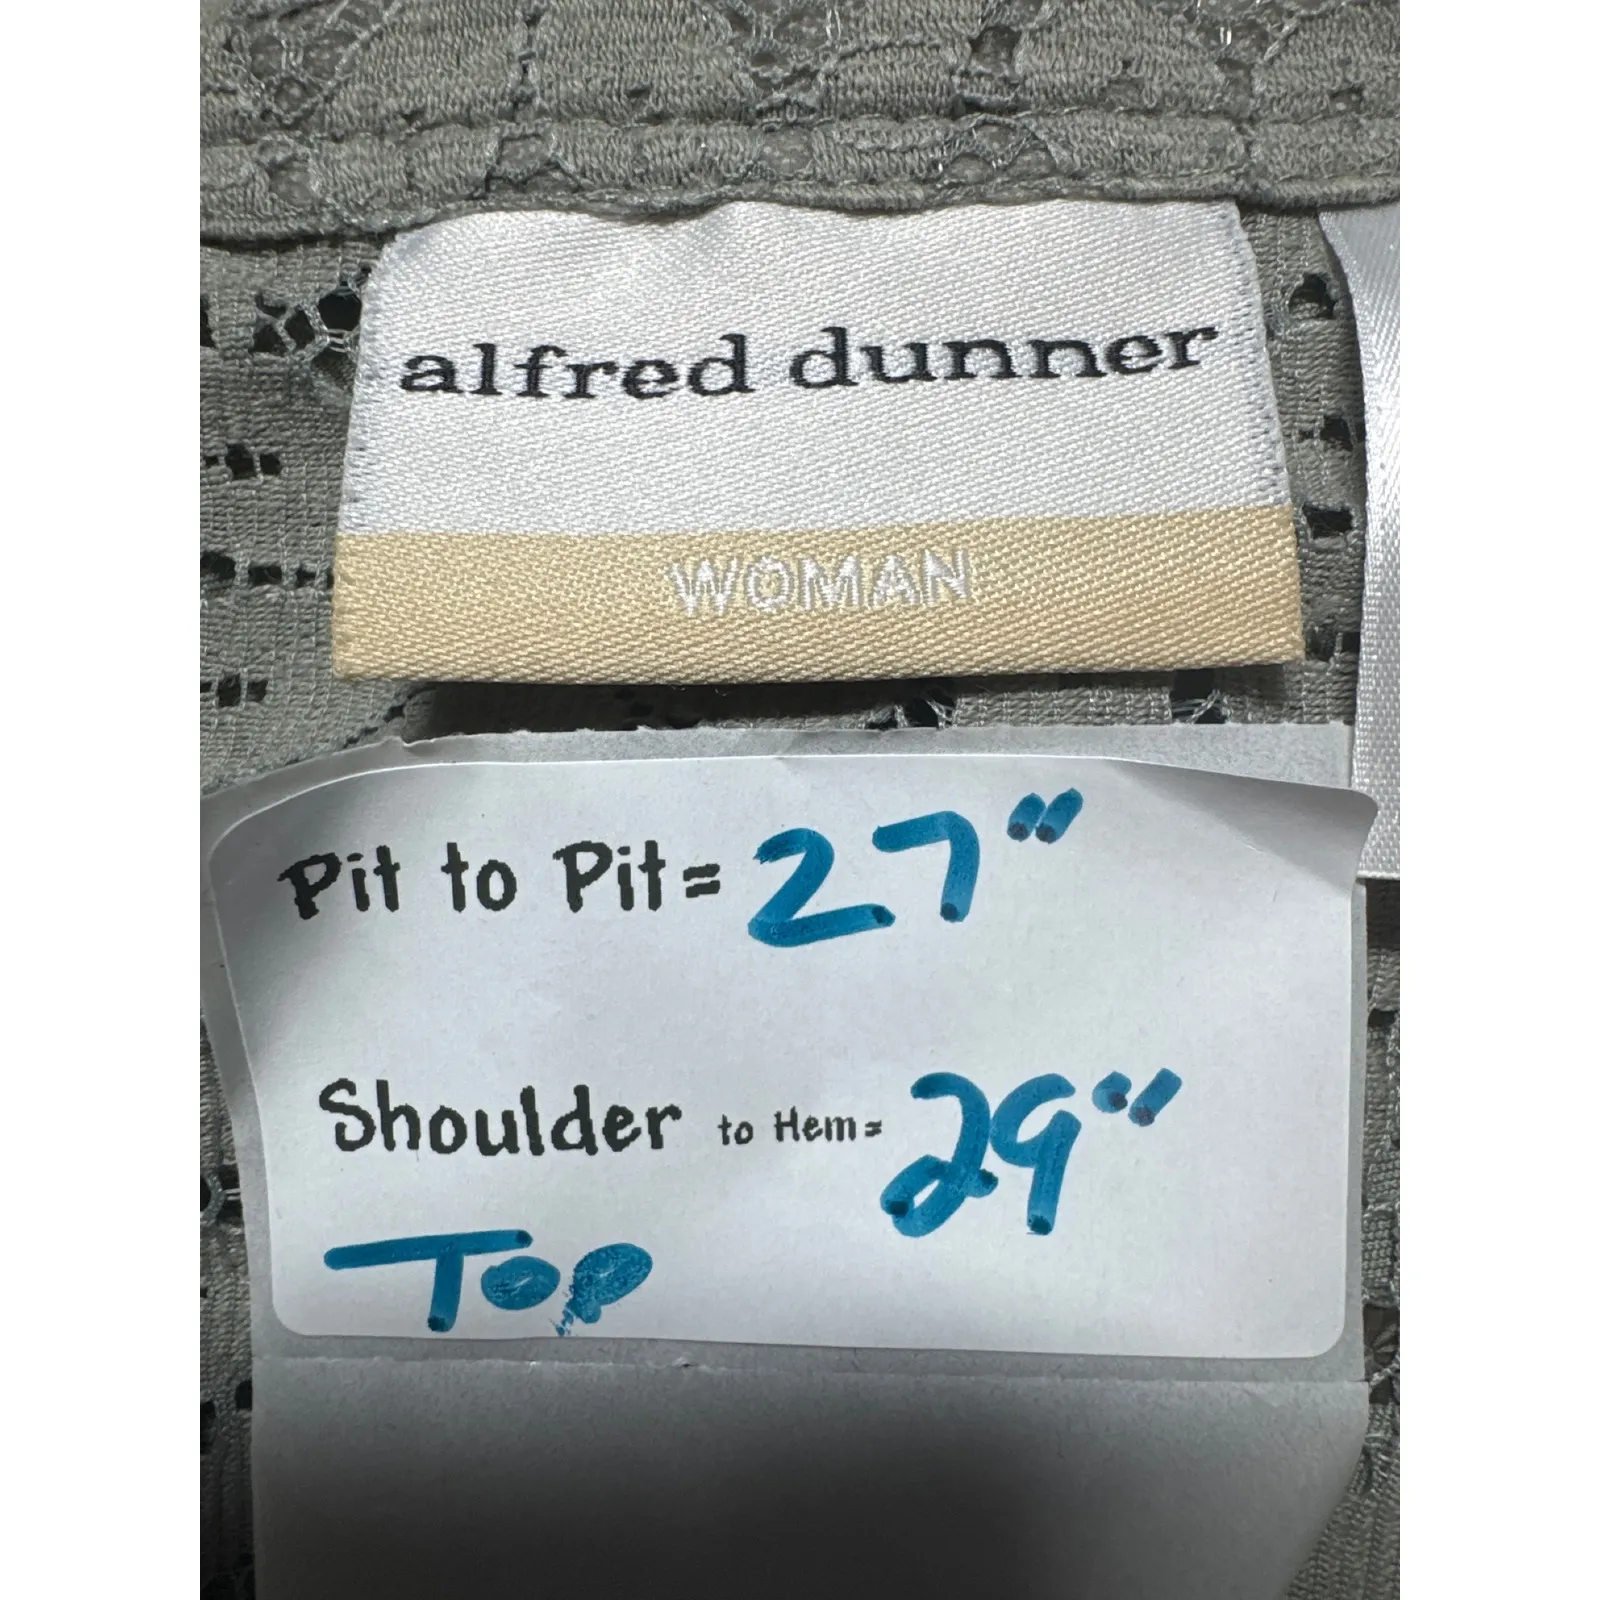 alfred dunner
WOMAN
Pit to Pit= 27"
Shoulder to Hem= 29"
Top